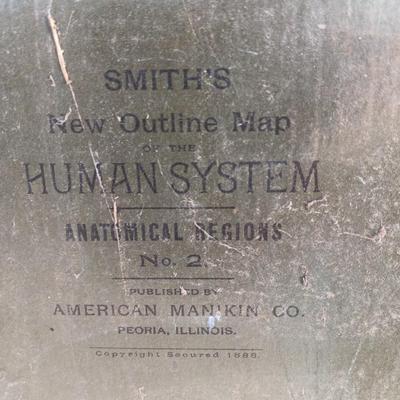 SMITH'S
New Outline Map
OF THE
HUMAN SYSTEM
ANATOMICAL REGIONS
No. 2.
PUBLISHED BY
AMERICAN MANIKIN CO.
PEORIA, ILLINOIS.
Copyright Secured 1888.